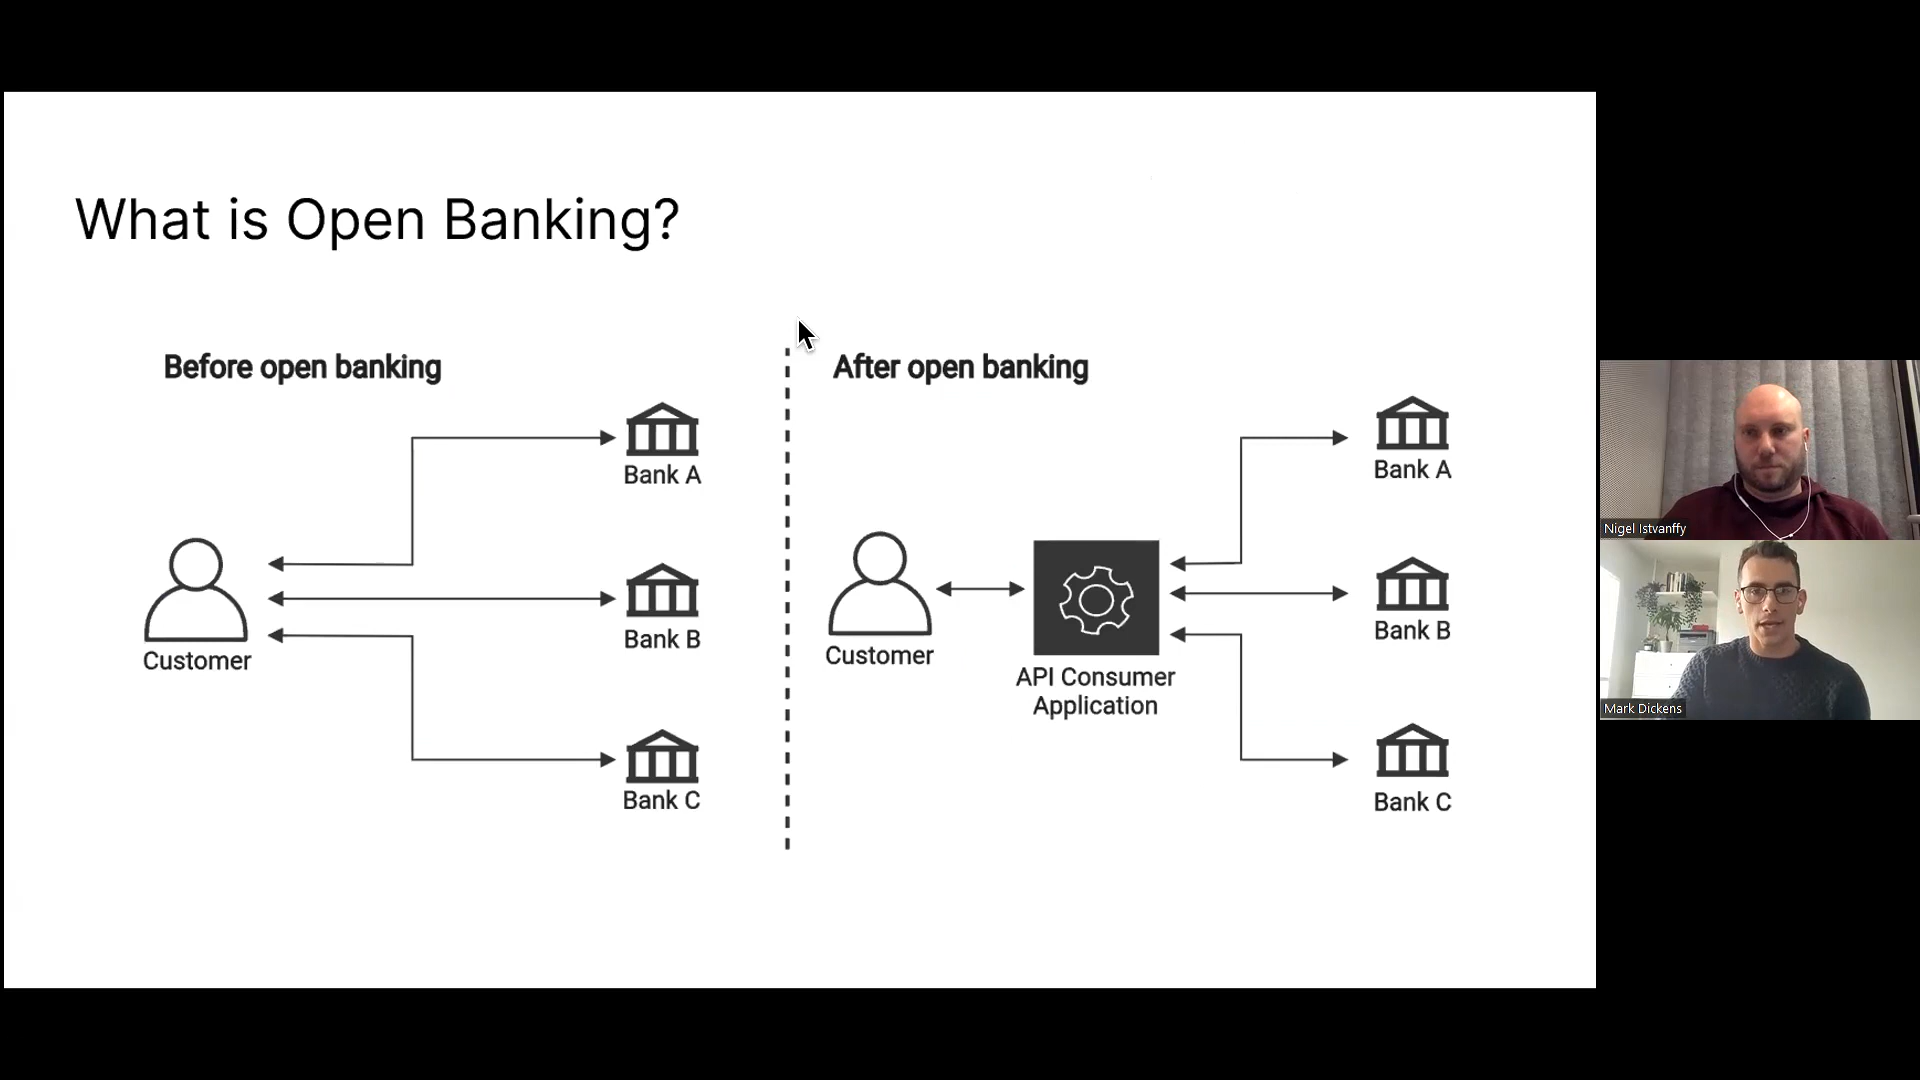 What is Open Banking?
Before open banking
After open banking
Bank A
Bank B
Bank C
Customer
Customer
API Consumer
Application
Bank A
Bank B
Bank C
Nigel Istvanffy
Mark Dickens